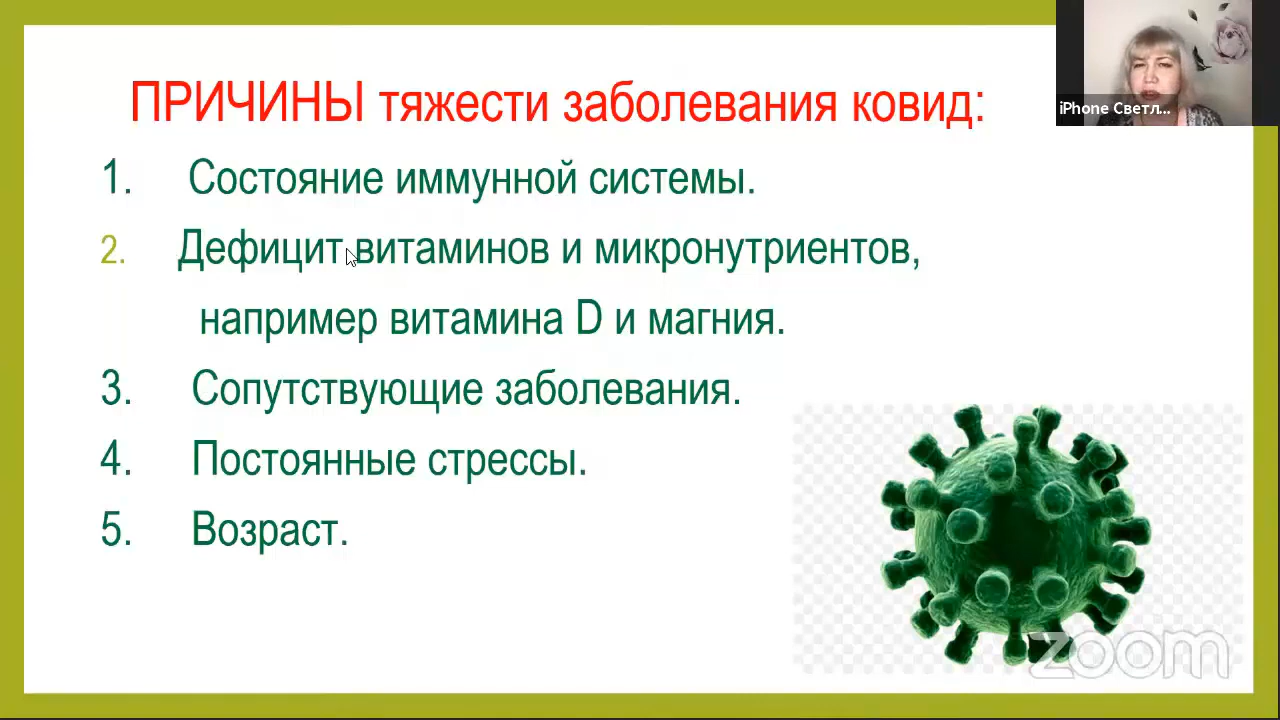 ПРИЧИНЫ тяжести заболевания ковид:
iPhone Светл...
1. Состояние иммунной системы.
2. Дефицит витаминов и микронутриентов,
например витамина D и магния.
3. Сопутствующие заболевания.
4. Постоянные стрессы.
5. Возраст.
zoom